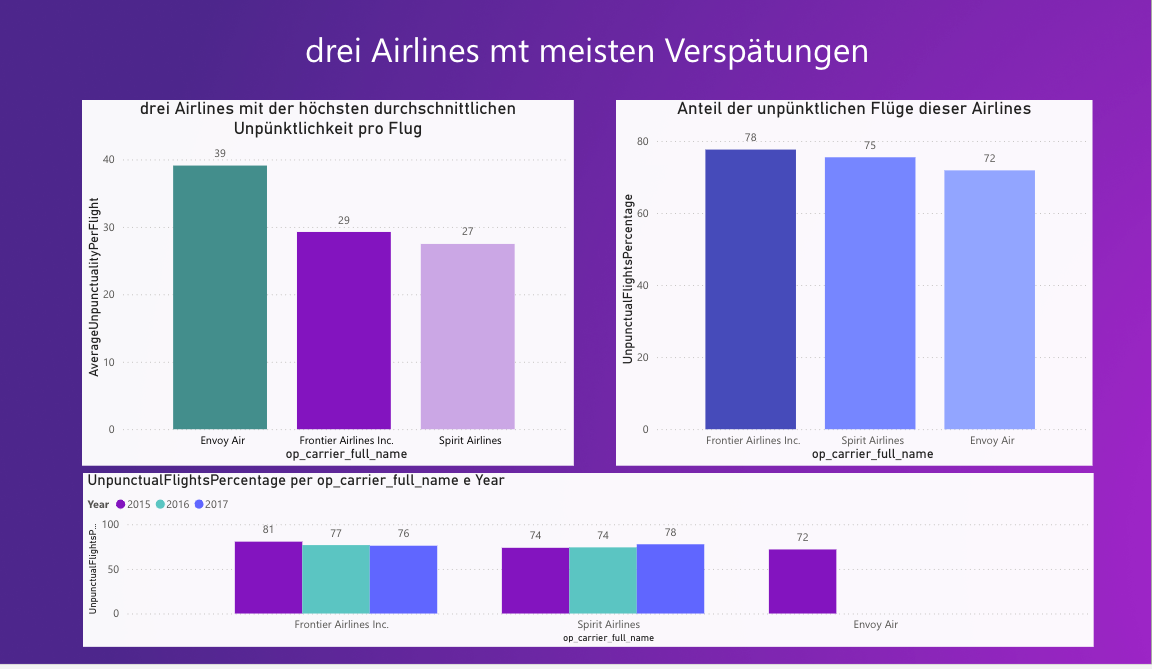 drei Airlines mt meisten Verspätungen
drei Airlines mit der höchsten durchschnittlichen
Unpünktlichkeit pro Flug
AverageUnpunctualityPerFlight
40
30
20
10
0
39
29
27
Envoy Air
Frontier Airlines Inc.
Spirit Airlines
op_carrier_full_name
Anteil der unpünktlichen Flüge dieser Airlines
UnpunctualFlightsPercentage
80
60
40
20
0
78
75
72
Frontier Airlines Inc.
Spirit Airlines
Envoy Air
op_carrier_full_name
UnpunctualFlightsPercentage per op_carrier_full_name e Year
Year 2015 2016 2017
UnpunctualFlightsP...
100
50
0
81
77
76
74
74
78
72
Frontier Airlines Inc.
Spirit Airlines
Envoy Air
op_carrier_full_name